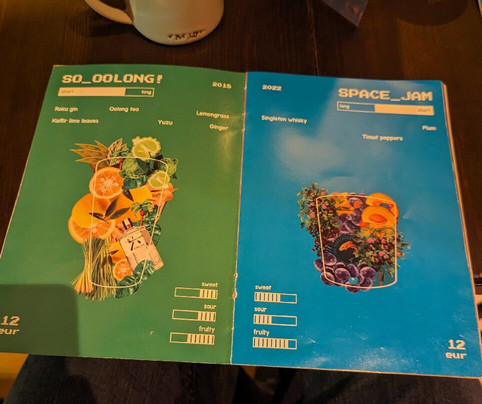 SO_OOLONG!
2015
short long
Roku gin
Oolong tea
Lemongrass
Kaffir lime leaves
Yuzu
Ginger
sweet
sour
fruity
12
eur
2022
SPACE_JAM
long short
Singleton whisky
Plum
Timut peppers
sweet
sour
fruity
12
eur